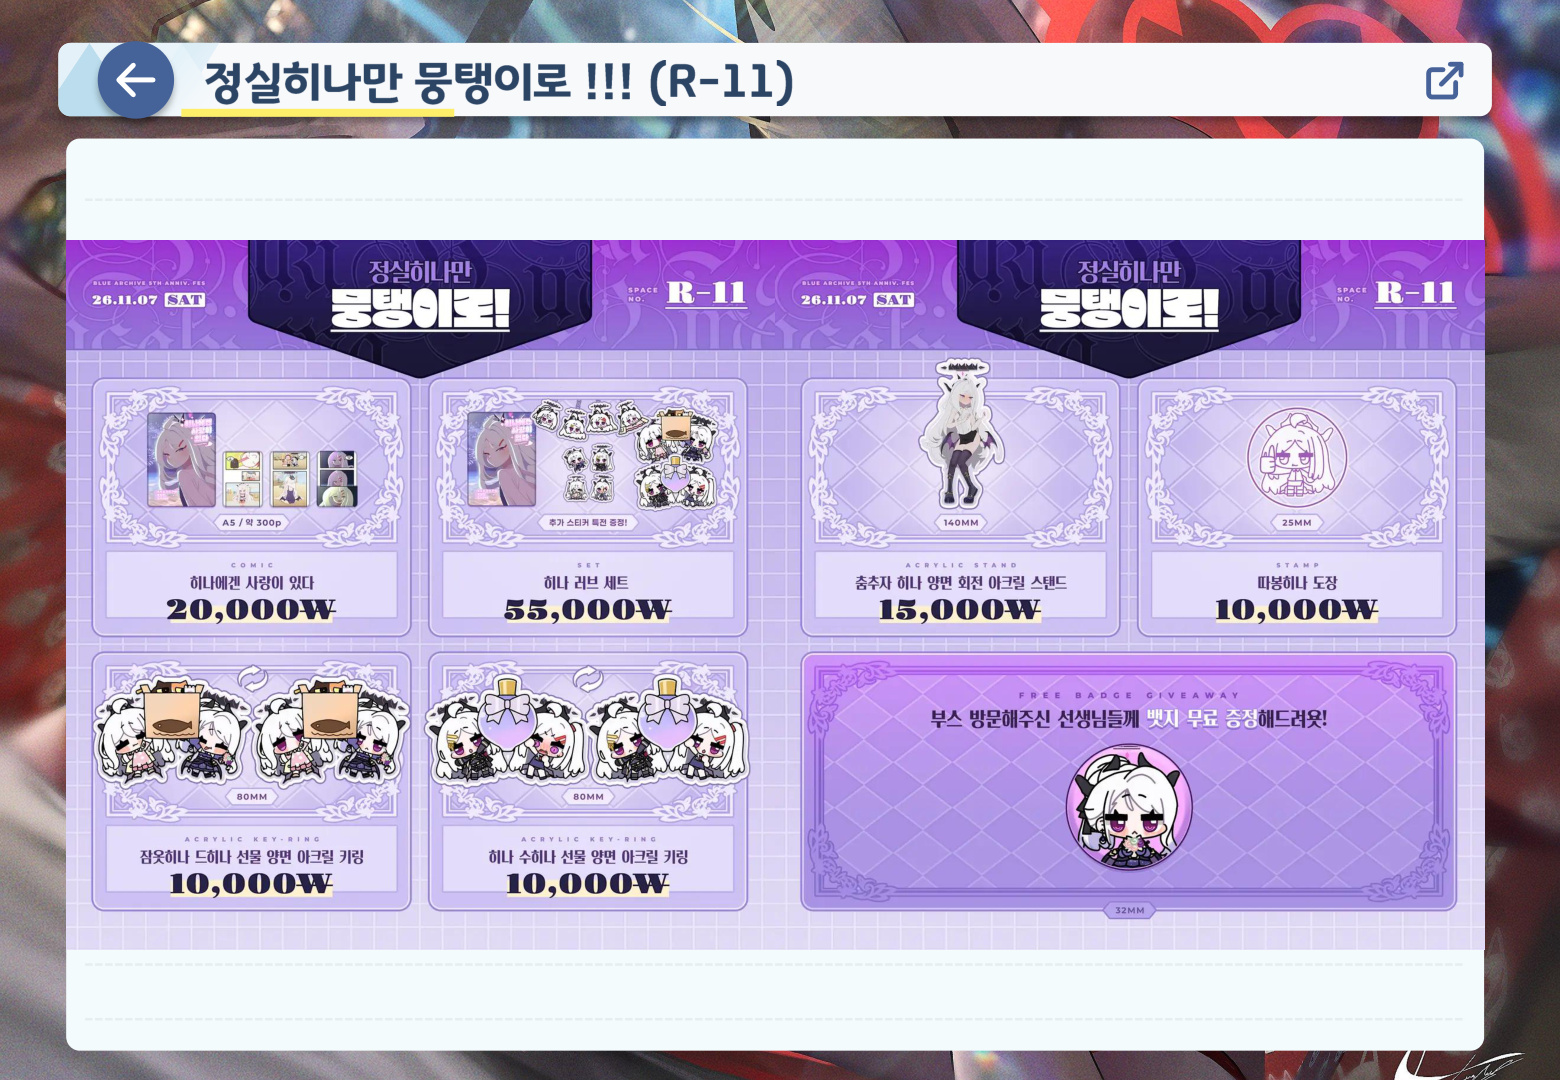 정실히나만 뭉탱이로 !!! (R-11)
BLUE ARCHIVE 5TH ANNIV. FES
26.11.07 SAT
정실히나만
뭉탱이로!
SPACE NO. R-11
A5 / 약 300p
COMIC
히나에겐 사랑이 있다
20,000₩
추가 스티커 특전 증정!
SET
히나 러브 세트
55,000₩
80MM
ACRYLIC KEY-RING
잠옷히나 드히나 선물 양면 아크릴 키링
10,000₩
80MM
ACRYLIC KEY-RING
히나 수히나 선물 양면 아크릴 키링
10,000₩
BLUE ARCHIVE 5TH ANNIV. FES
26.11.07 SAT
정실히나만
뭉탱이로!
SPACE NO. R-11
140MM
ACRYLIC STAND
춤추자 히나 양면 회전 아크릴 스탠드
15,000₩
25MM
STAMP
따봉히나 도장
10,000₩
FREE BADGE GIVEAWAY
부스 방문해주신 선생님들께 뱃지 무료 증정해드려욧!
32MM